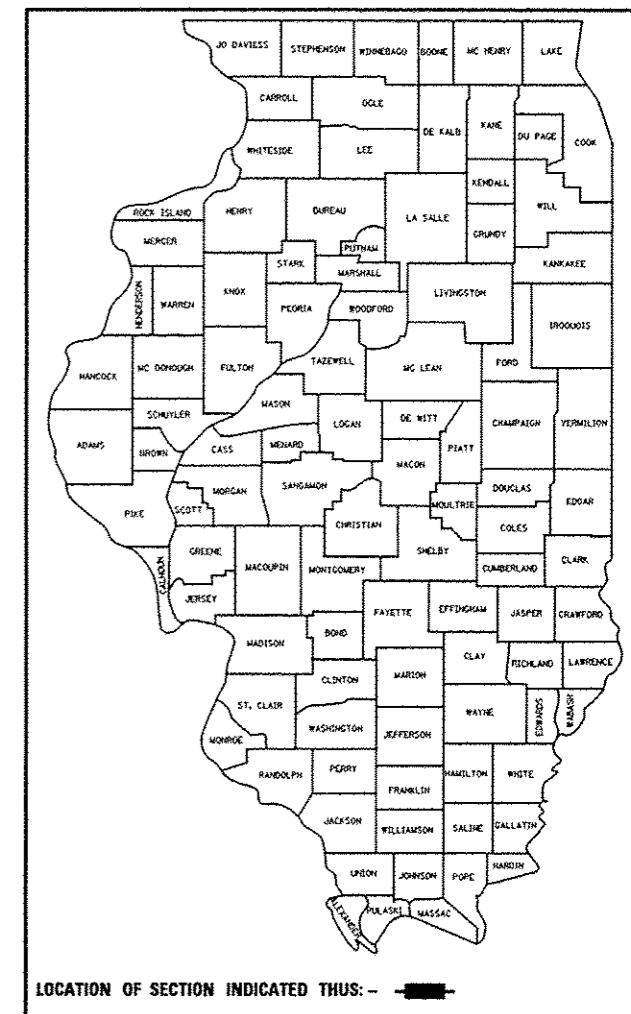 JO DAVIESS STEPHENSON WINNEBAGO BOONE MC HENRY LAKE
CARROLL OGLE DE KALB KANE DU PAGE COOK
WHITESIDE LEE
KENDALL WILL
ROCK ISLAND HENRY BUREAU LA SALLE GRUNDY
MERCER PUTNAM
STARK MARSHALL KANKAKEE
HENDERSON WARREN KNOX PEORIA WOODFORD LIVINGSTON IROQUOIS
HANCOCK MC DONOUGH FULTON TAZEWELL MC LEAN FORD
SCHUYLER MASON LOGAN DE WITT CHAMPAIGN VERMILION
ADAMS BROWN CASS MENARD MACON PIATT
PIKE SCOTT MORGAN SANGAMON CHRISTIAN MOULTRIE DOUGLAS EDGAR
COLES
CALHOUN GREENE MACOUPIN MONTGOMERY SHELBY CUMBERLAND CLARK
JERSEY FAYETTE EFFINGHAM JASPER CRAWFORD
MADISON BOND
CLAY RICHLAND LAWRENCE
CLINTON MARION
ST. CLAIR WAYNE EDWARDS WABASH
MONROE WASHINGTON JEFFERSON
RANDOLPH PERRY HAMILTON WHITE
FRANKLIN
JACKSON WILLIAMSON SALINE GALLATIN
UNION JOHNSON POPE HARDIN
ALEXANDER PULASKI MASSAC
LOCATION OF SECTION INDICATED THUS: -